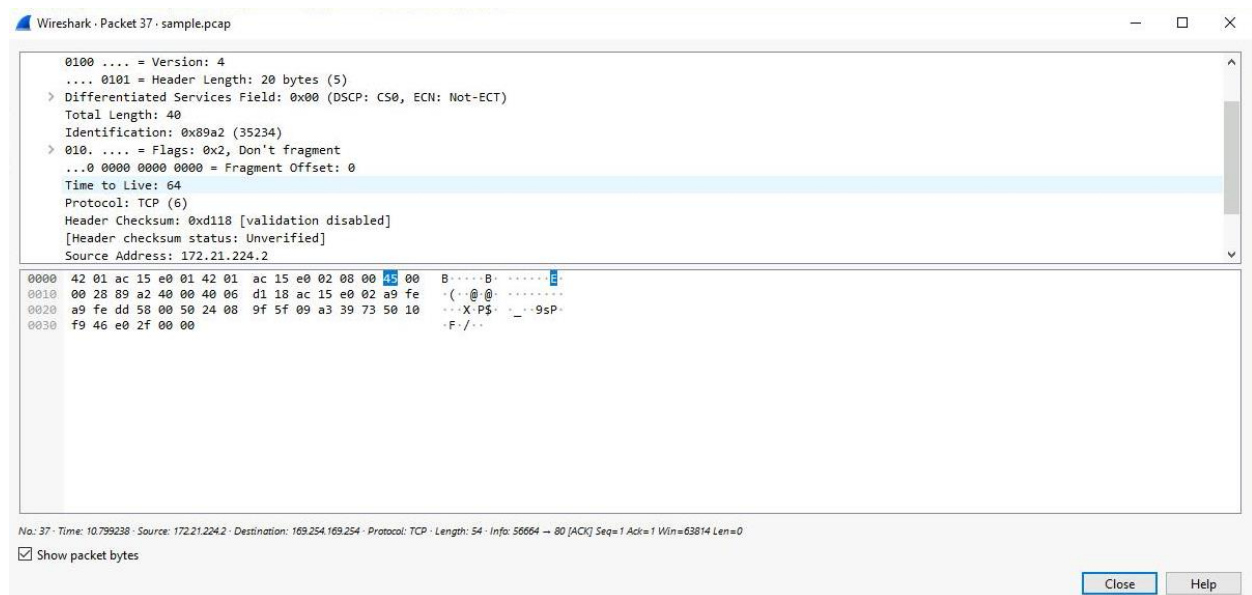 Wireshark · Packet 37 · sample.pcap
0100 .... = Version: 4
.... 0101 = Header Length: 20 bytes (5)
> Differentiated Services Field: 0x00 (DSCP: CS0, ECN: Not-ECT)
Total Length: 40
Identification: 0x89a2 (35234)
> 010. .... = Flags: 0x2, Don't fragment
...0 0000 0000 0000 = Fragment Offset: 0
Time to Live: 64
Protocol: TCP (6)
Header Checksum: 0xd118 [validation disabled]
[Header checksum status: Unverified]
Source Address: 172.21.224.2
0000 42 01 ac 15 e0 01 42 01 ac 15 e0 02 08 00 45 00 B·····B· ······E·
0010 00 28 89 a2 40 00 40 06 d1 18 ac 15 e0 02 a9 fe ·(··@·@· ········
0020 a9 fe dd 58 00 50 24 08 9f 5f 09 a3 39 73 50 10 ···X·P$· ·_··9sP·
0030 f9 46 e0 2f 00 00 ·F·/··
No.: 37 · Time: 10.799238 · Source: 172.21.224.2 · Destination: 169.254.169.254 · Protocol: TCP · Length: 54 · Info: 56664 → 80 [ACK] Seq=1 Ack=1 Win=63814 Len=0
Show packet bytes
Close Help